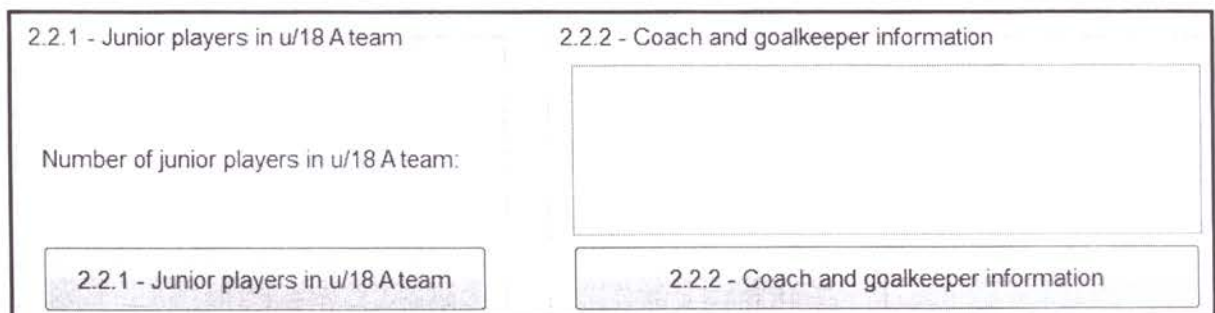 2.2.1 - Junior players in u/18 A team
2.2.2 - Coach and goalkeeper information
Number of junior players in u/18 A team:
2.2.1 - Junior players in u/18 A team
2.2.2 - Coach and goalkeeper information